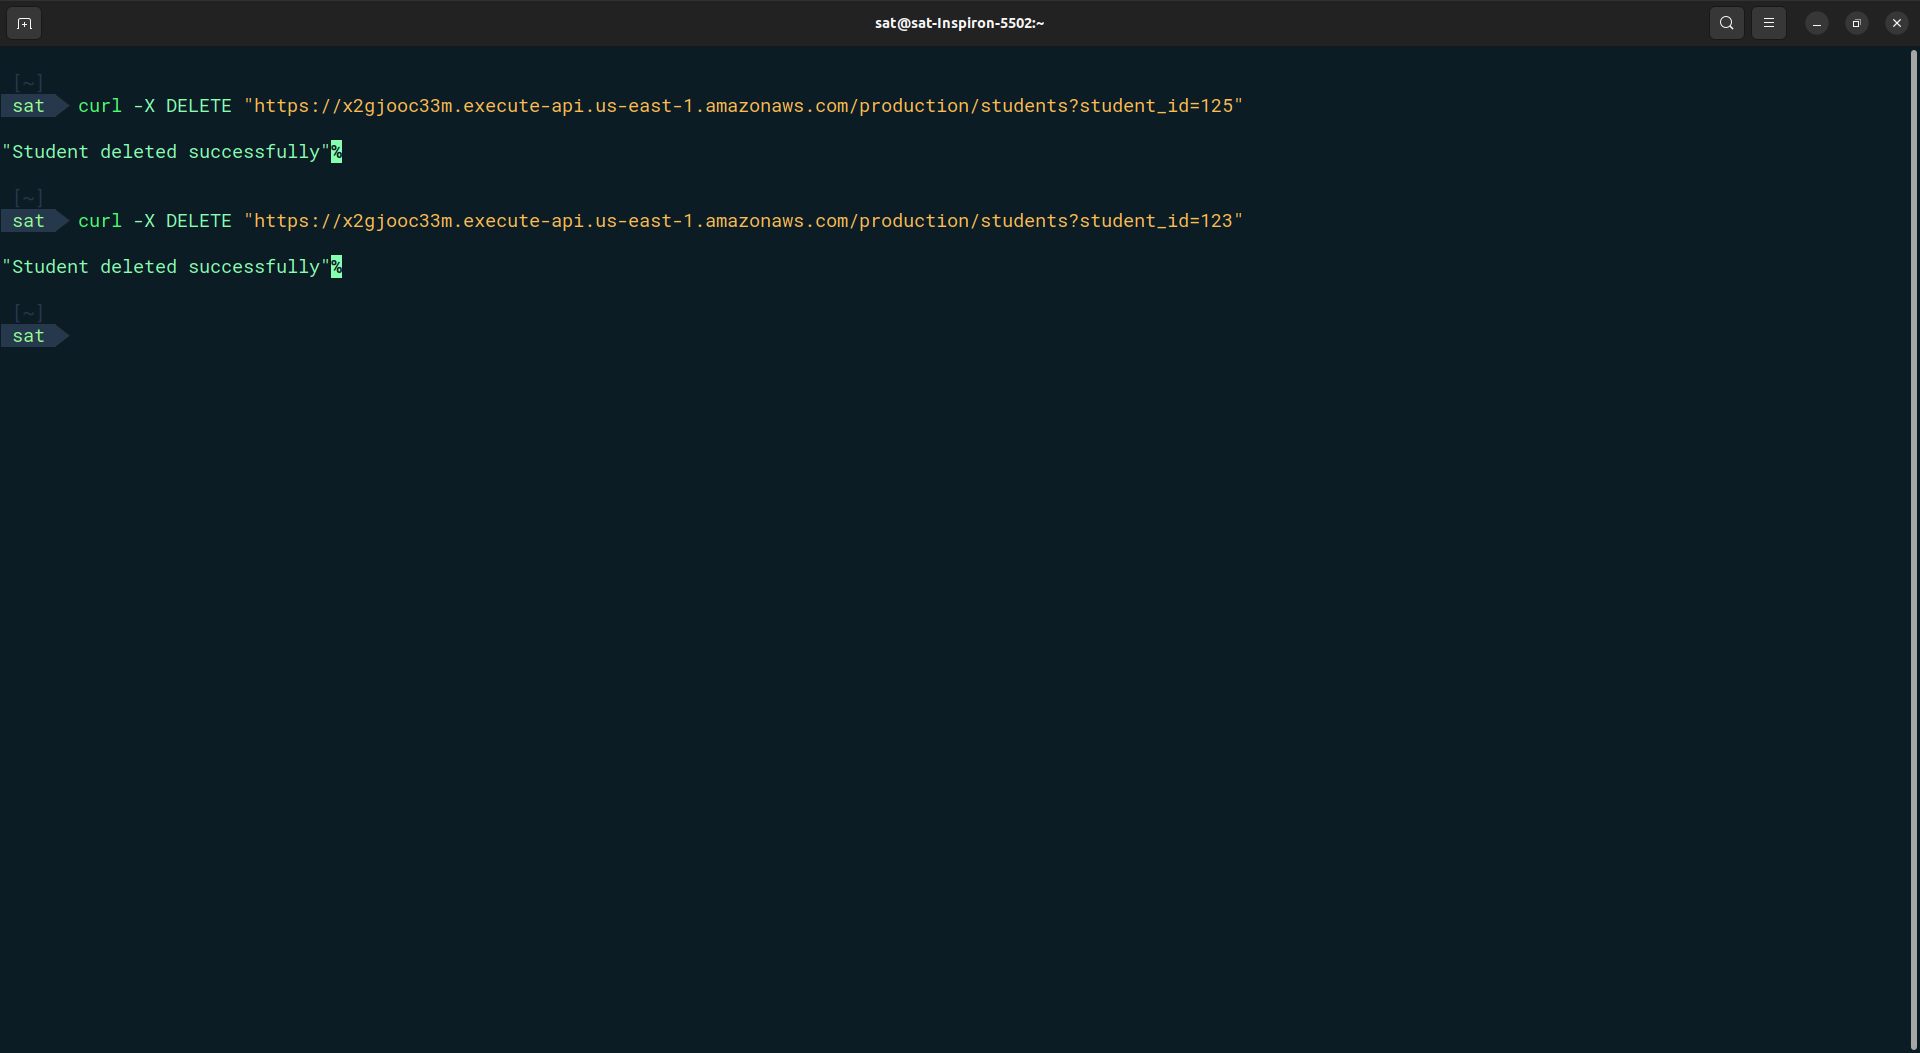 sat@sat-Inspiron-5502:~
[~]
sat curl -X DELETE "https://x2gjooc33m.execute-api.us-east-1.amazonaws.com/production/students?student_id=125"
"Student deleted successfully"%
[~]
sat curl -X DELETE "https://x2gjooc33m.execute-api.us-east-1.amazonaws.com/production/students?student_id=123"
"Student deleted successfully"%
[~]
sat